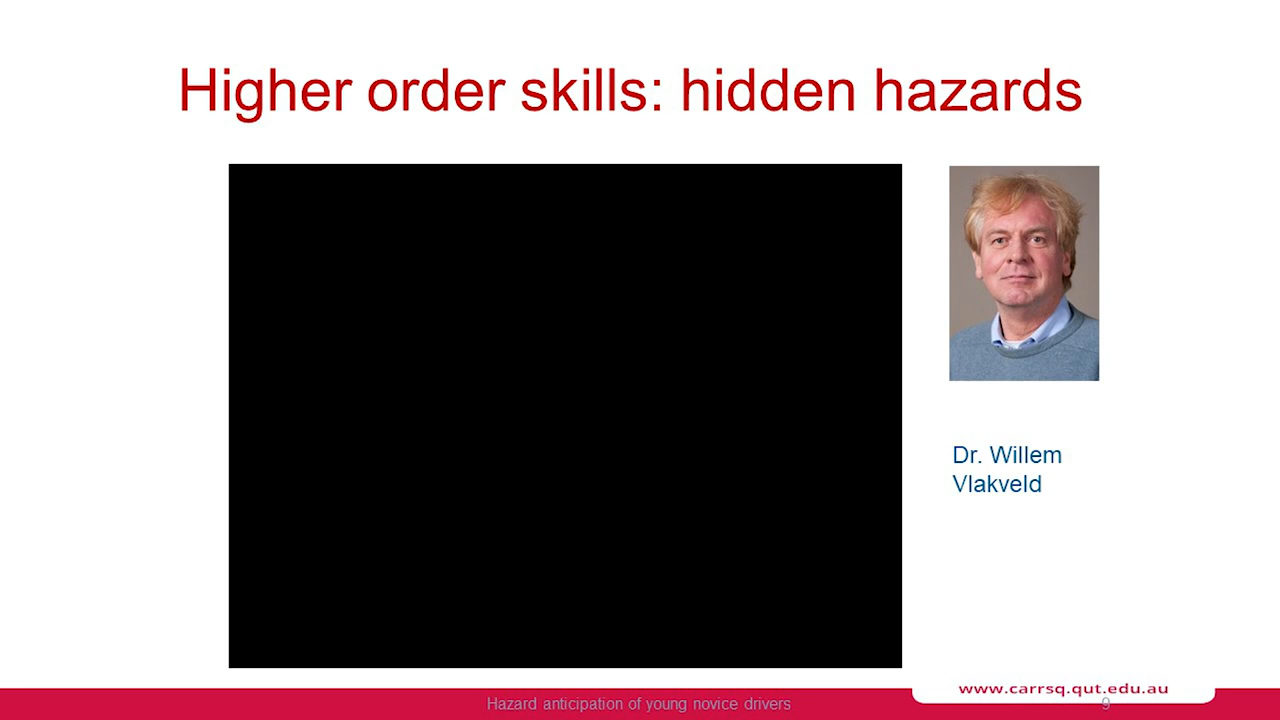 Higher order skills: hidden hazards
Dr. Willem
Vlakveld
www.carrsq.qut.edu.au
Hazard anticipation of young novice drivers
9